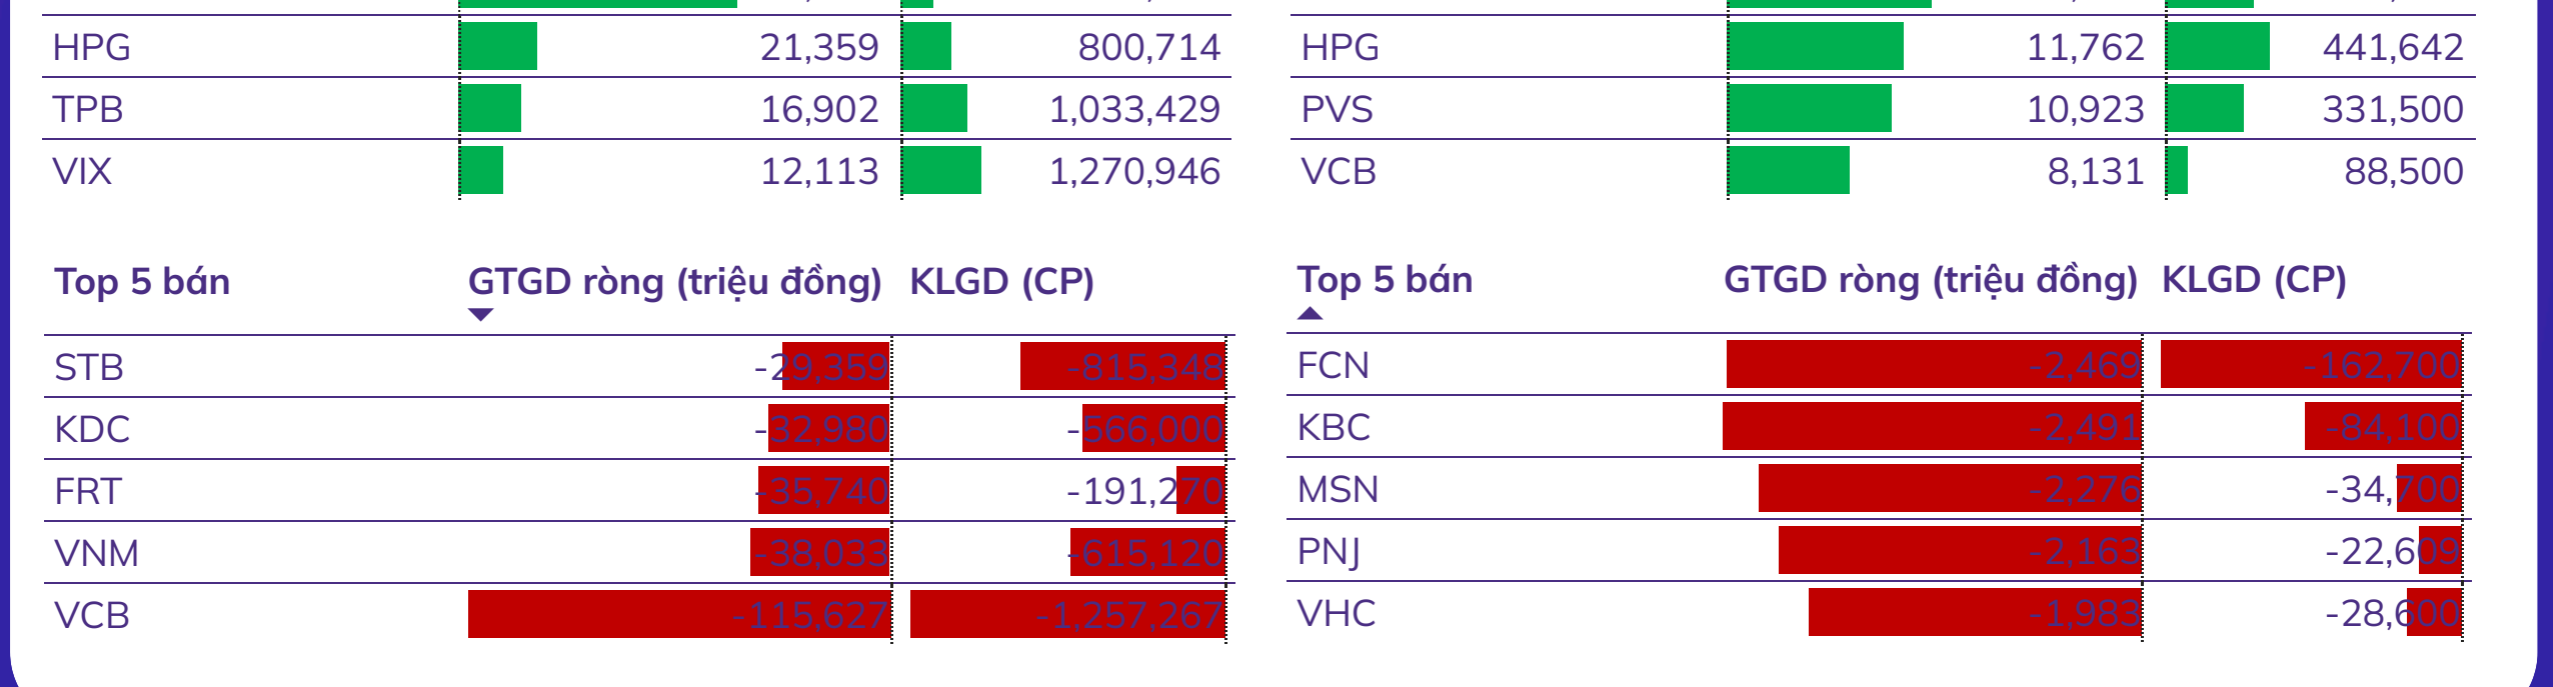 HPG 21,359 800,714
TPB 16,902 1,033,429
VIX 12,113 1,270,946
HPG 11,762 441,642
PVS 10,923 331,500
VCB 8,131 88,500
Top 5 bán GTGD ròng (triệu đồng) KLGD (CP)
STB -29,359 -815,348
KDC -32,980 -566,000
FRT -35,740 -191,270
VNM -38,033 -615,120
VCB -115,627 -1,257,267
Top 5 bán GTGD ròng (triệu đồng) KLGD (CP)
FCN -2,469 -162,700
KBC -2,491 -84,100
MSN -2,276 -34,700
PNJ -2,163 -22,609
VHC -1,983 -28,600